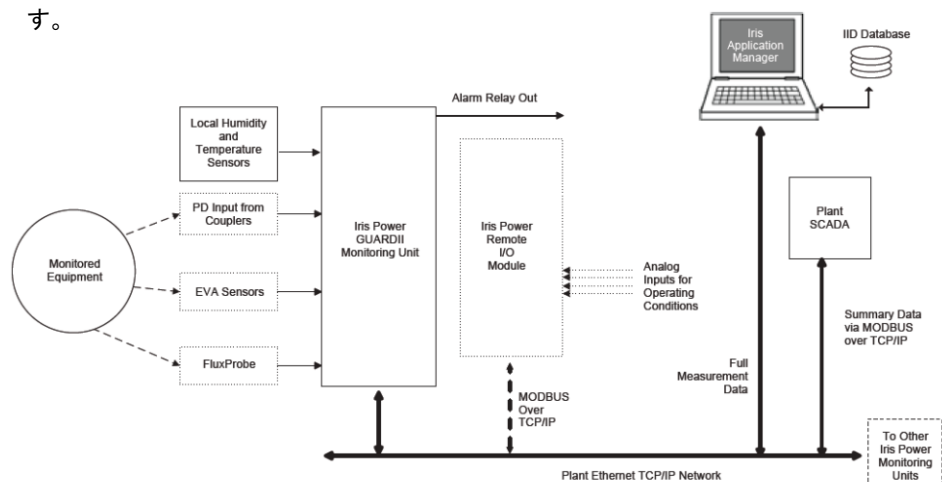 す。
Iris
Application
Manager
IID Database
Alarm Relay Out
Local Humidity
and
Temperature
Sensors
PD Input from
Couplers
EVA Sensors
FluxProbe
Monitored
Equipment
Iris Power
GUARDII
Monitoring Unit
Iris Power
Remote
I/O
Module
Analog
Inputs for
Operating
Conditions
Plant
SCADA
Summary Data
via MODBUS
over TCP/IP
Full
Measurement
Data
MODBUS
Over
TCP/IP
To Other
Iris Power
Monitoring
Units
Plant Ethernet TCP/IP Network